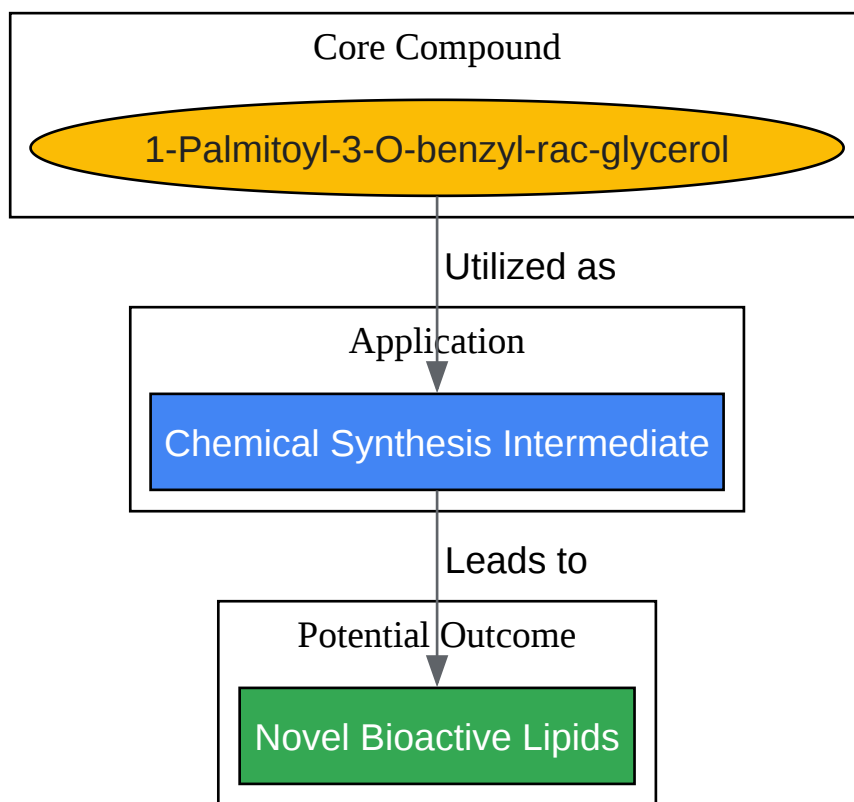 Core Compound
1-Palmitoyl-3-O-benzyl-rac-glycerol
Utilized as
Application
Chemical Synthesis Intermediate
Leads to
Potential Outcome
Novel Bioactive Lipids